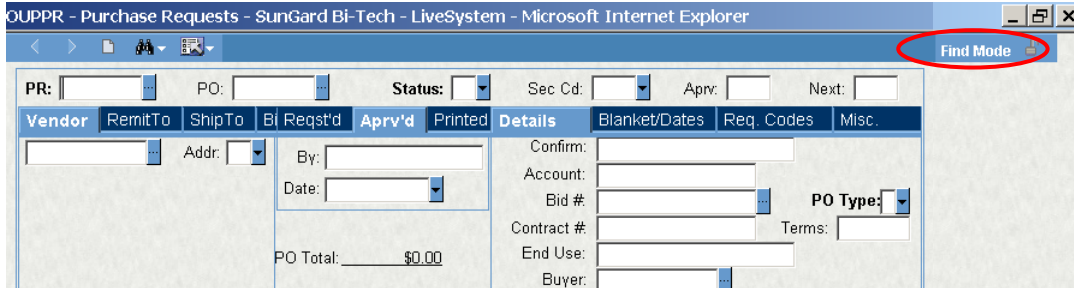 OUPPR - Purchase Requests - SunGard Bi-Tech - LiveSystem - Microsoft Internet Explorer
Find Mode
PR: PO: Status: Sec Cd: Aprv: Next:
Vendor RemitTo ShipTo Bi Reqst'd Aprv'd Printed Details Blanket/Dates Req. Codes Misc.
Addr: By: Confirm:
Date: Account:
Bid #: PO Type:
Contract #: Terms:
PO Total: $0.00 End Use:
Buyer: